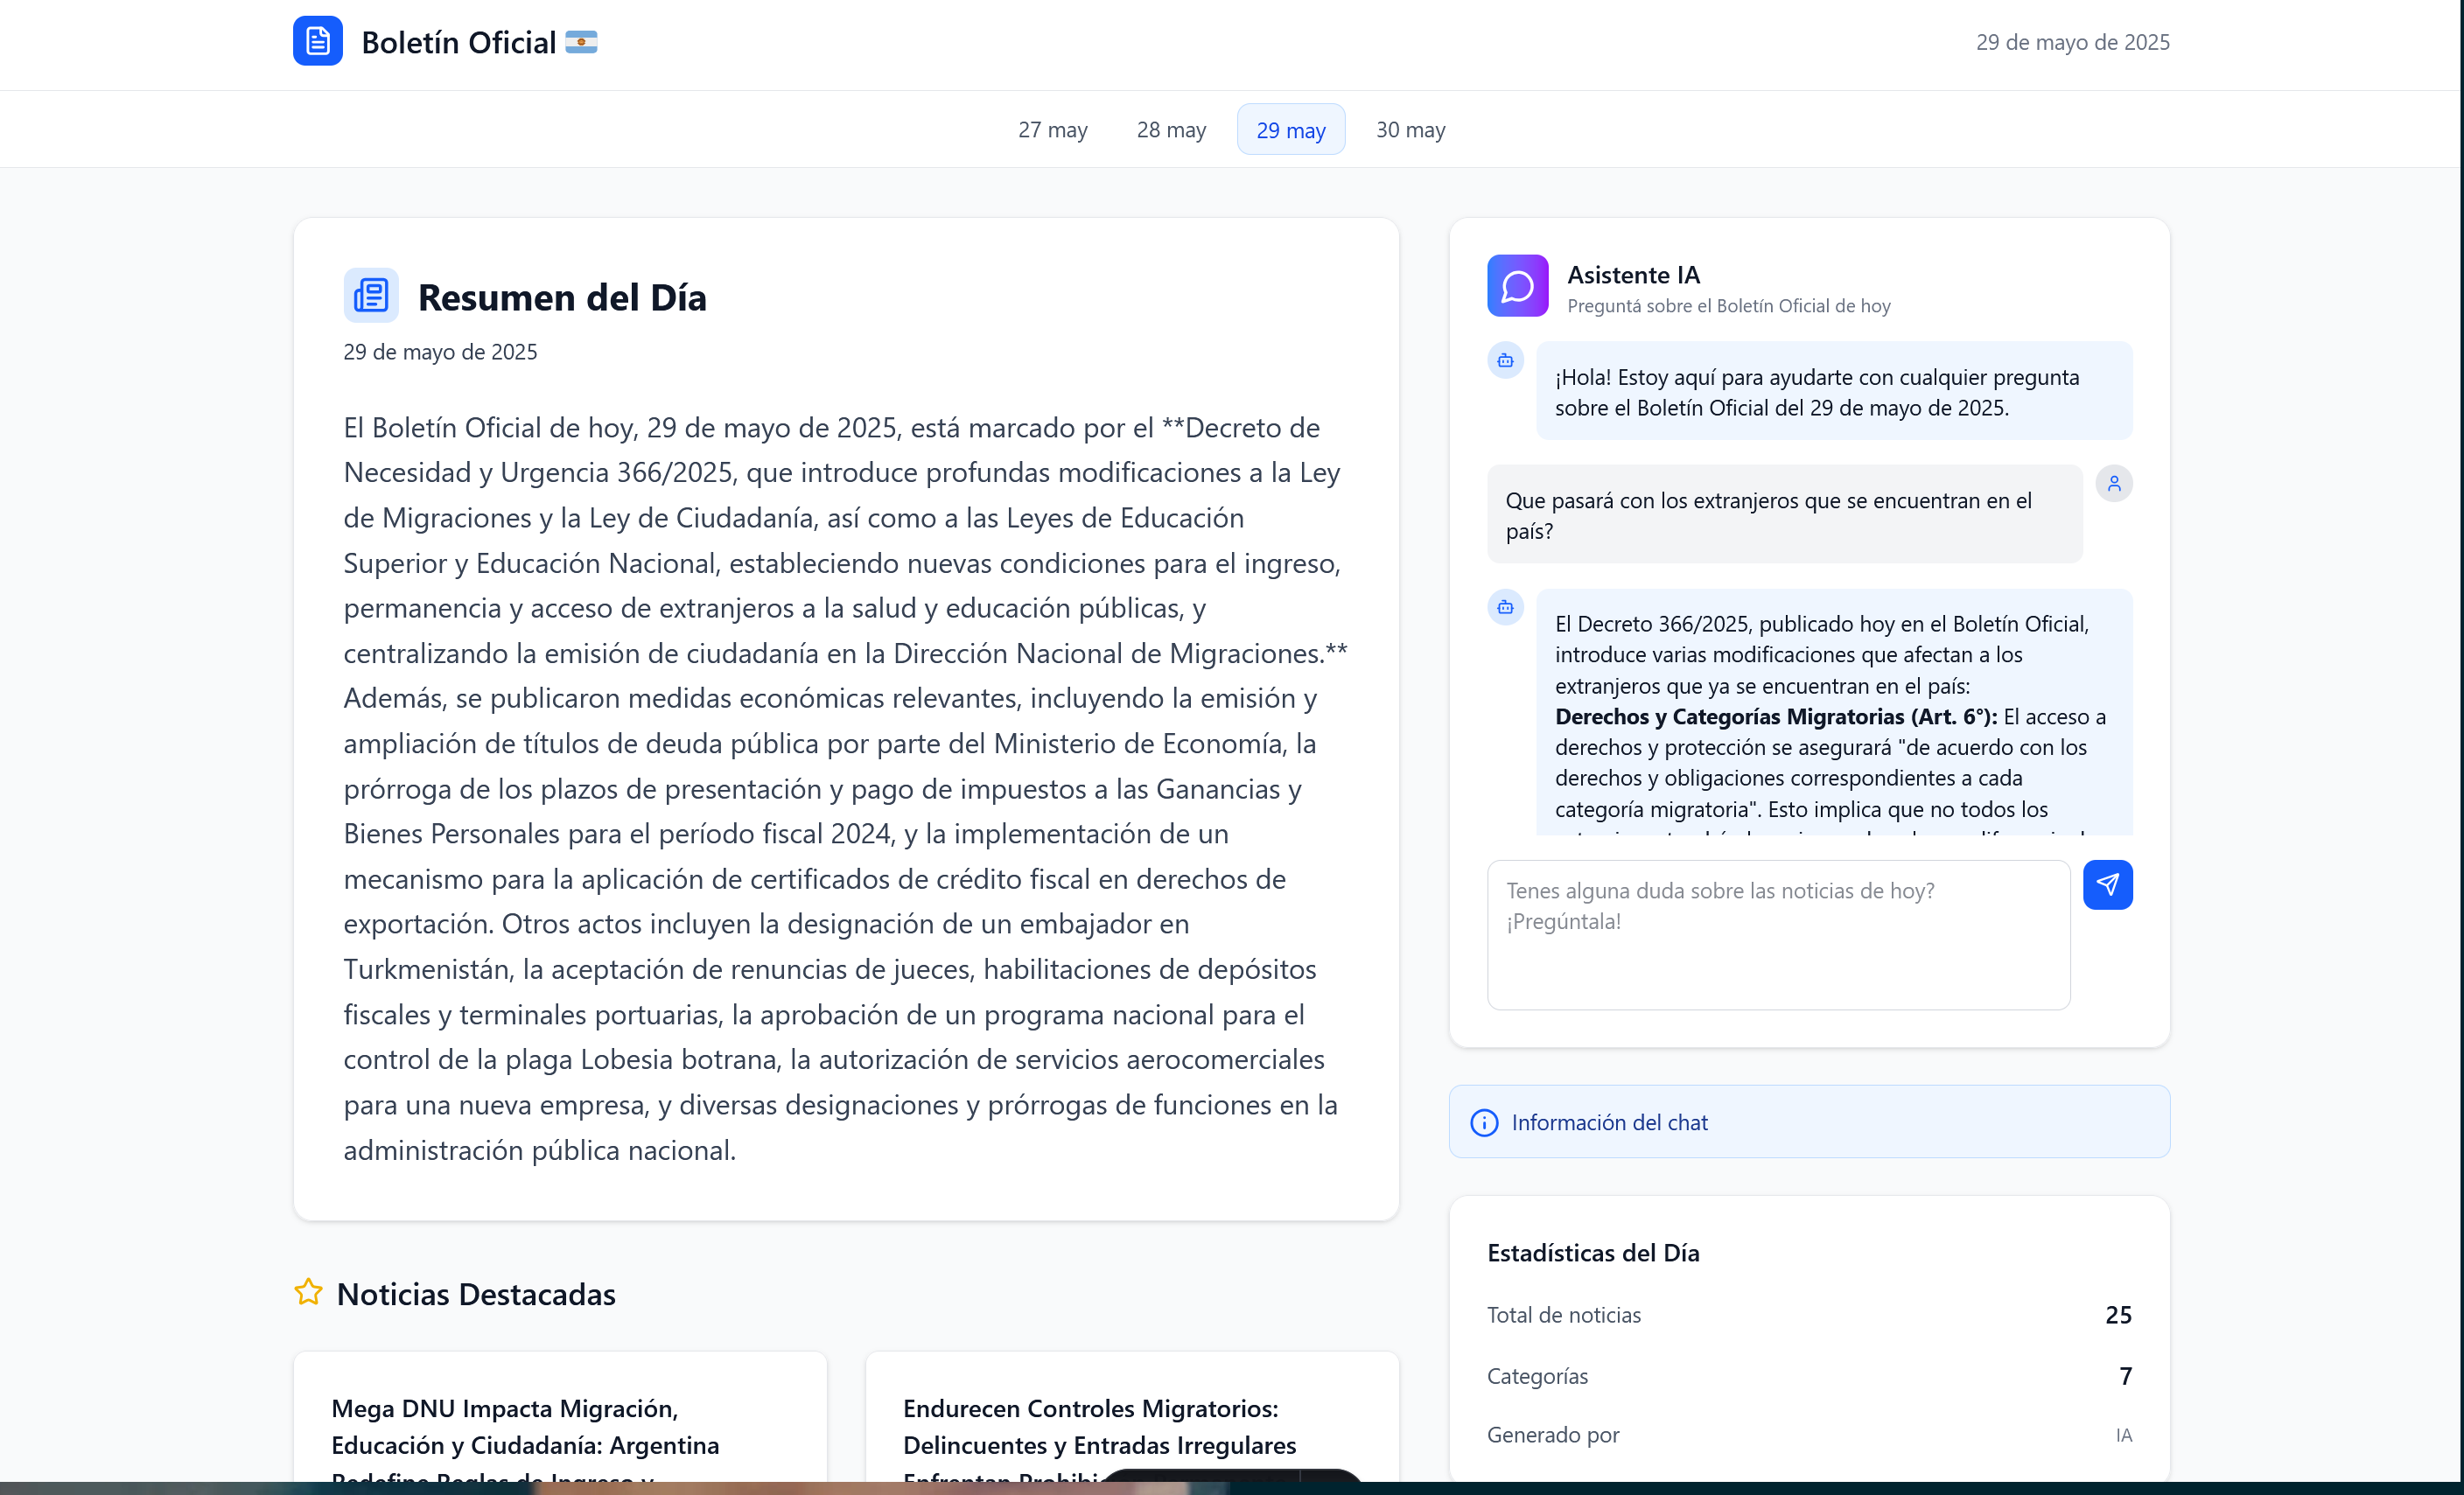 Boletín Oficial
29 de mayo de 2025
27 may
28 may
29 may
30 may
Resumen del Día
29 de mayo de 2025
El Boletín Oficial de hoy, 29 de mayo de 2025, está marcado por el **Decreto de
Necesidad y Urgencia 366/2025, que introduce profundas modificaciones a la Ley
de Migraciones y la Ley de Ciudadanía, así como a las Leyes de Educación
Superior y Educación Nacional, estableciendo nuevas condiciones para el ingreso,
permanencia y acceso de extranjeros a la salud y educación públicas, y
centralizando la emisión de ciudadanía en la Dirección Nacional de Migraciones.**
Además, se publicaron medidas económicas relevantes, incluyendo la emisión y
ampliación de títulos de deuda pública por parte del Ministerio de Economía, la
prórroga de los plazos de presentación y pago de impuestos a las Ganancias y
Bienes Personales para el período fiscal 2024, y la implementación de un
mecanismo para la aplicación de certificados de crédito fiscal en derechos de
exportación. Otros actos incluyen la designación de un embajador en
Turkmenistán, la aceptación de renuncias de jueces, habilitaciones de depósitos
fiscales y terminales portuarias, la aprobación de un programa nacional para el
control de la plaga Lobesia botrana, la autorización de servicios aerocomerciales
para una nueva empresa, y diversas designaciones y prórrogas de funciones en la
administración pública nacional.
Noticias Destacadas
Mega DNU Impacta Migración,
Educación y Ciudadanía: Argentina
Redefine Reglas de Ingreso y
Endurecen Controles Migratorios:
Delincuentes y Entradas Irregulares
Enfrentan
Asistente IA
Preguntá sobre el Boletín Oficial de hoy
¡Hola! Estoy aquí para ayudarte con cualquier pregunta
sobre el Boletín Oficial del 29 de mayo de 2025.
Que pasará con los extranjeros que se encuentran en el
país?
El Decreto 366/2025, publicado hoy en el Boletín Oficial,
introduce varias modificaciones que afectan a los
extranjeros que ya se encuentran en el país:
Derechos y Categorías Migratorias (Art. 6°): El acceso a
derechos y protección se asegurará "de acuerdo con los
derechos y obligaciones correspondientes a cada
categoría migratoria". Esto implica que no todos los
Tenes alguna duda sobre las noticias de hoy?
¡Pregúntala!
Información del chat
Estadísticas del Día
Total de noticias 25
Categorías 7
Generado por IA